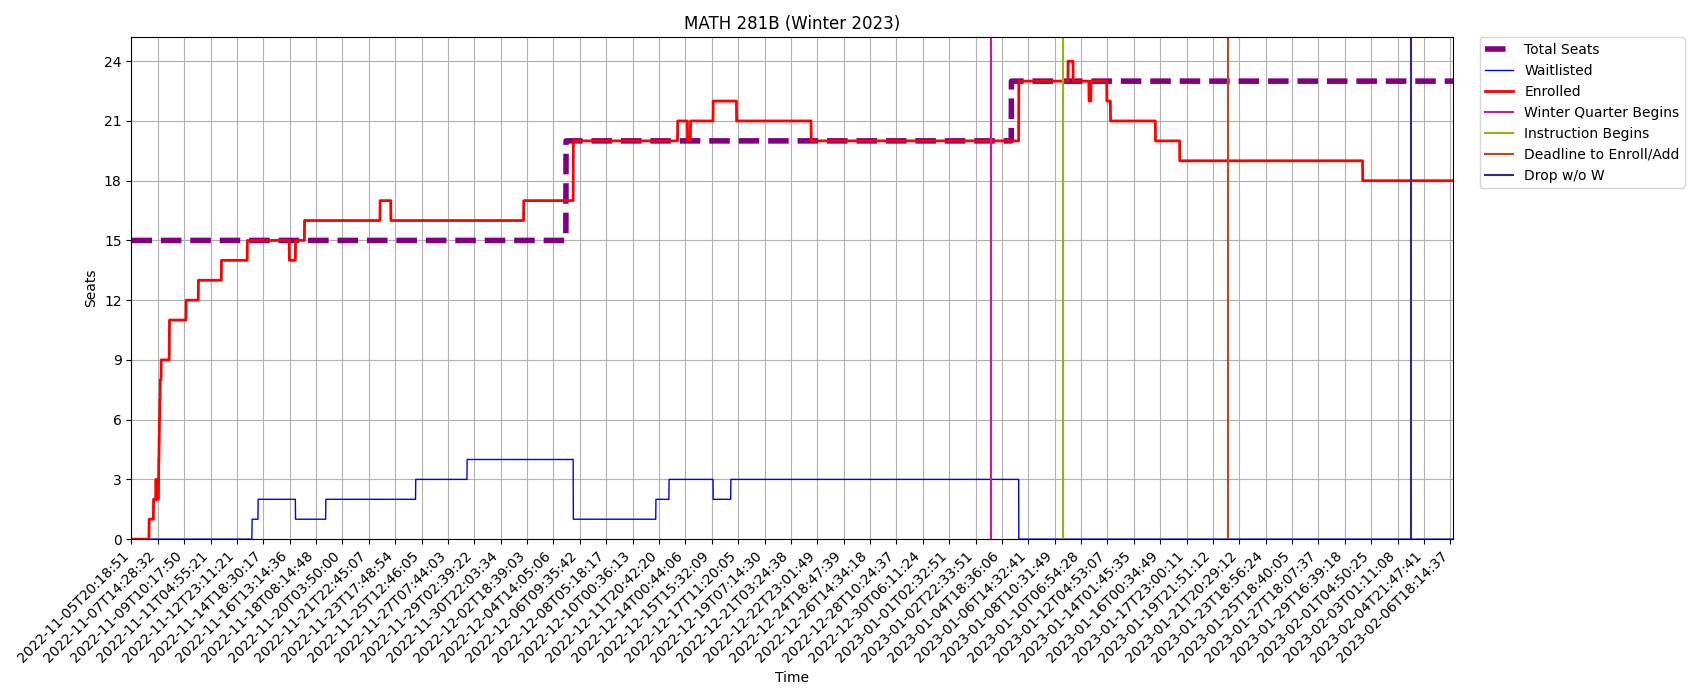 MATH 281B (Winter 2023)
Total Seats
Waitlisted
Enrolled
Winter Quarter Begins
Instruction Begins
Deadline to Enroll/Add
Drop w/o W
Seats
24
21
18
15
12
9
6
3
0
2022-11-05T20:18:51
2022-11-07T14:28:32
2022-11-09T10:17:50
2022-11-11T04:55:21
2022-11-12T23:11:21
2022-11-14T18:30:17
2022-11-16T13:14:36
2022-11-18T08:14:48
2022-11-20T03:50:00
2022-11-21T22:45:07
2022-11-23T17:48:54
2022-11-25T12:46:05
2022-11-27T07:44:03
2022-11-29T02:39:22
2022-11-30T22:03:34
2022-12-02T18:39:03
2022-12-04T14:05:06
2022-12-06T09:35:42
2022-12-08T05:18:17
2022-12-10T00:36:13
2022-12-11T20:42:20
2022-12-14T00:44:06
2022-12-15T15:32:09
2022-12-17T11:20:05
2022-12-19T07:14:30
2022-12-21T03:24:38
2022-12-22T23:01:49
2022-12-24T18:47:39
2022-12-26T14:34:18
2022-12-28T10:24:37
2022-12-30T06:11:24
2023-01-01T02:32:51
2023-01-02T22:33:51
2023-01-04T18:36:06
2023-01-06T14:32:41
2023-01-08T10:31:49
2023-01-10T06:54:28
2023-01-12T04:53:07
2023-01-14T01:45:35
2023-01-16T00:34:49
2023-01-17T23:00:11
2023-01-19T21:51:12
2023-01-21T20:29:12
2023-01-23T18:56:24
2023-01-25T18:40:05
2023-01-27T18:07:37
2023-01-29T16:39:18
2023-02-01T04:50:25
2023-02-03T01:11:08
2023-02-04T21:47:41
2023-02-06T18:14:37
Time